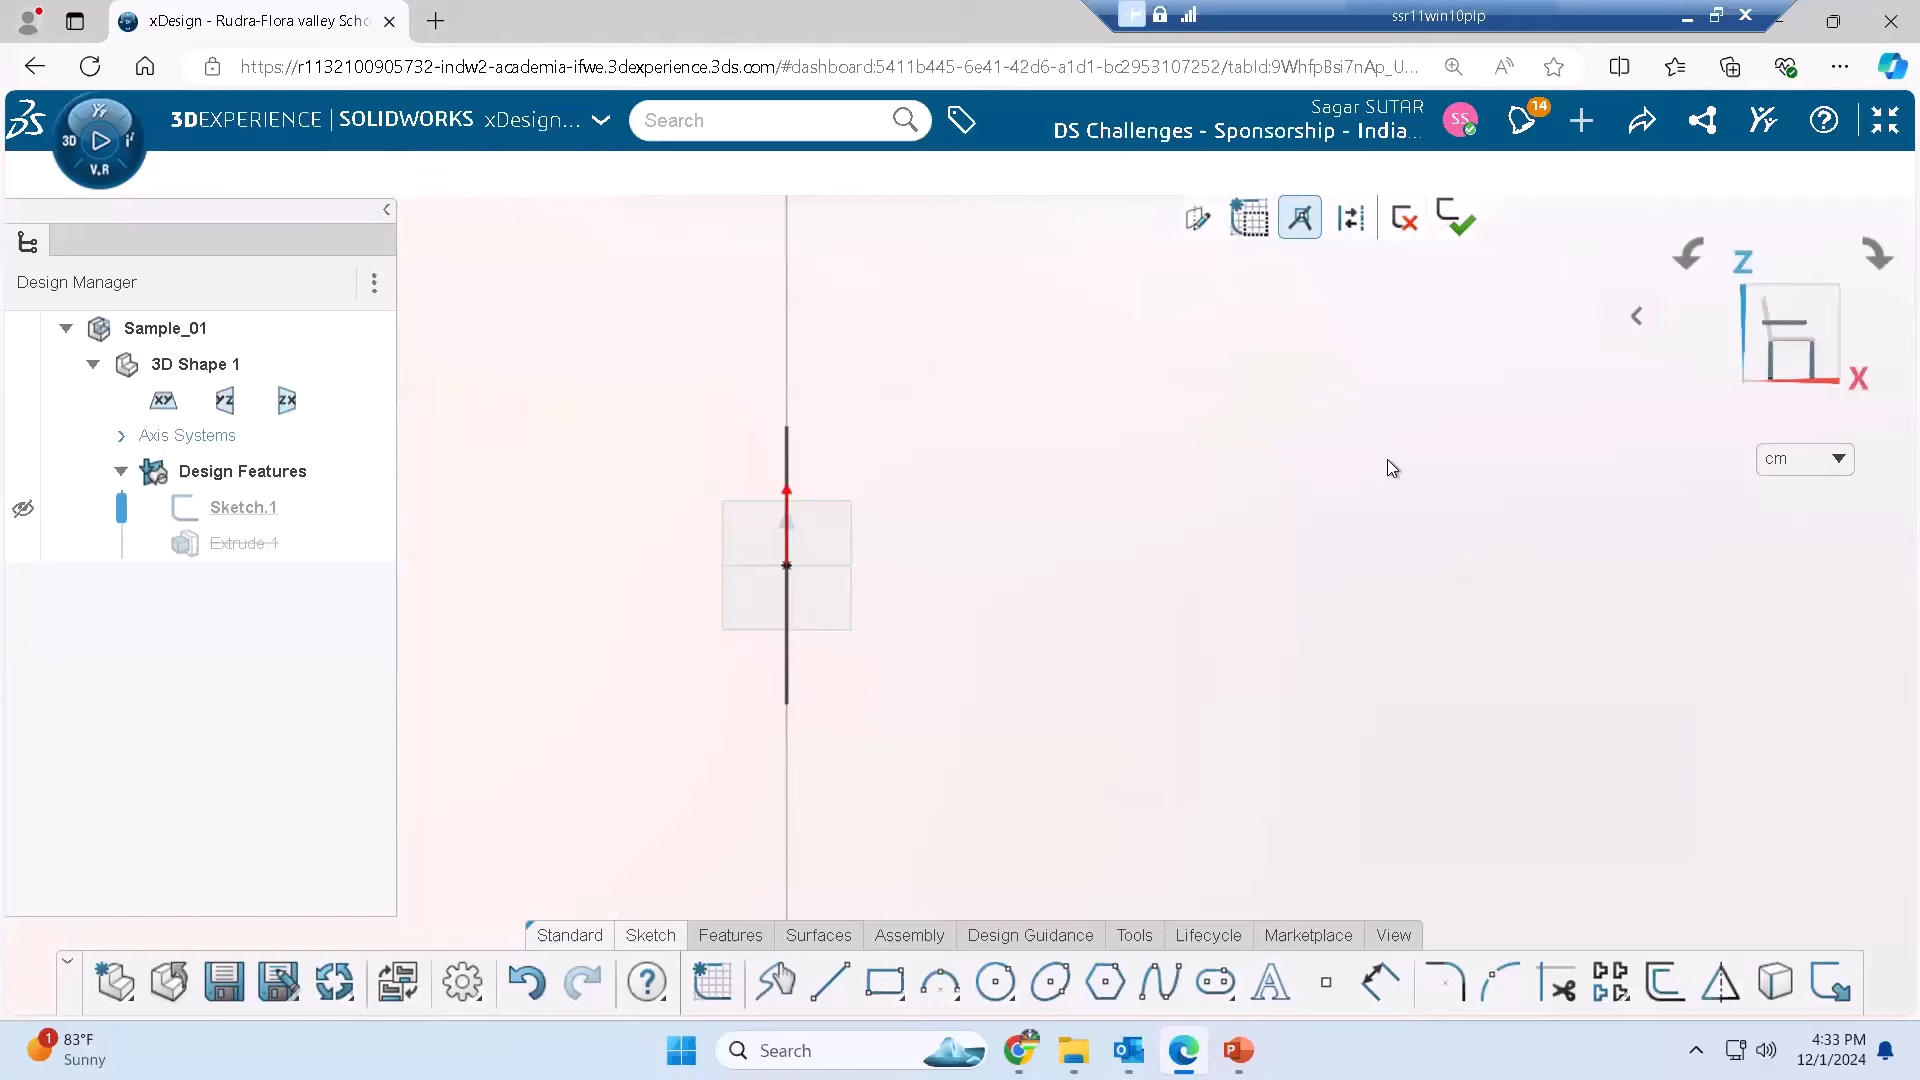 xDesign - Rudra-Flora valley Scho
ssr11win10plp
https://r1132100905732-indw2-academia-ifwe.3dexperience.3ds.com/#dashboard:5411b445-6e41-42d6-a1d1-bc2953107252/tabId:9WhfpBsi7nAp_U...
3DEXPERIENCE | SOLIDWORKS xDesign...
Search
Sagar SUTAR
DS Challenges - Sponsorship - India...
SS
14
3D
V.R
Design Manager
Sample_01
3D Shape 1
XY
YZ
ZX
Axis Systems
Design Features
Sketch.1
Extrude.1
Z
X
cm
Standard
Sketch
Features
Surfaces
Assembly
Design Guidance
Tools
Lifecycle
Marketplace
View
1
83°F
Sunny
Search
4:33 PM
12/1/2024